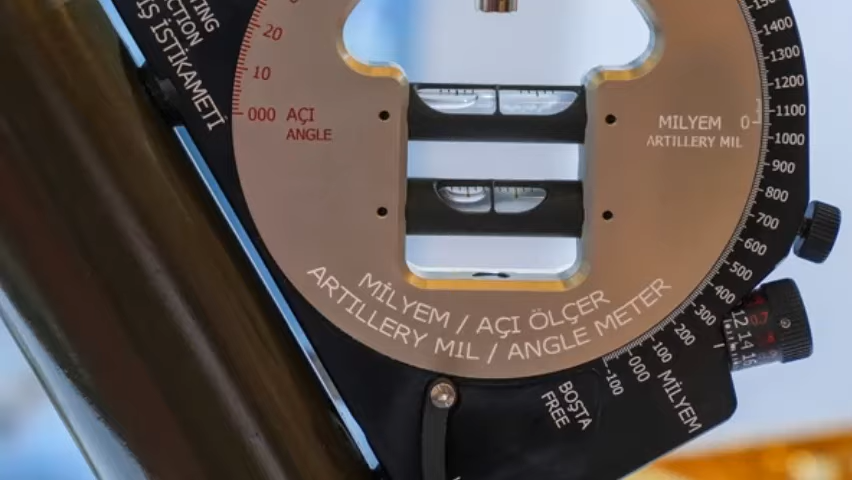 İSTİKAMETİ
20
10
000 AÇI
ANGLE
MİLYEM 0
ARTILLERY MIL
MİLYEM / AÇI ÖLÇER
ARTILLERY MIL / ANGLE METER
1400
1300
1200
1100
1000
900
800
700
600
500
400
300
200
100
000
-100
MİLYEM
BOŞTA
FREE
12
14